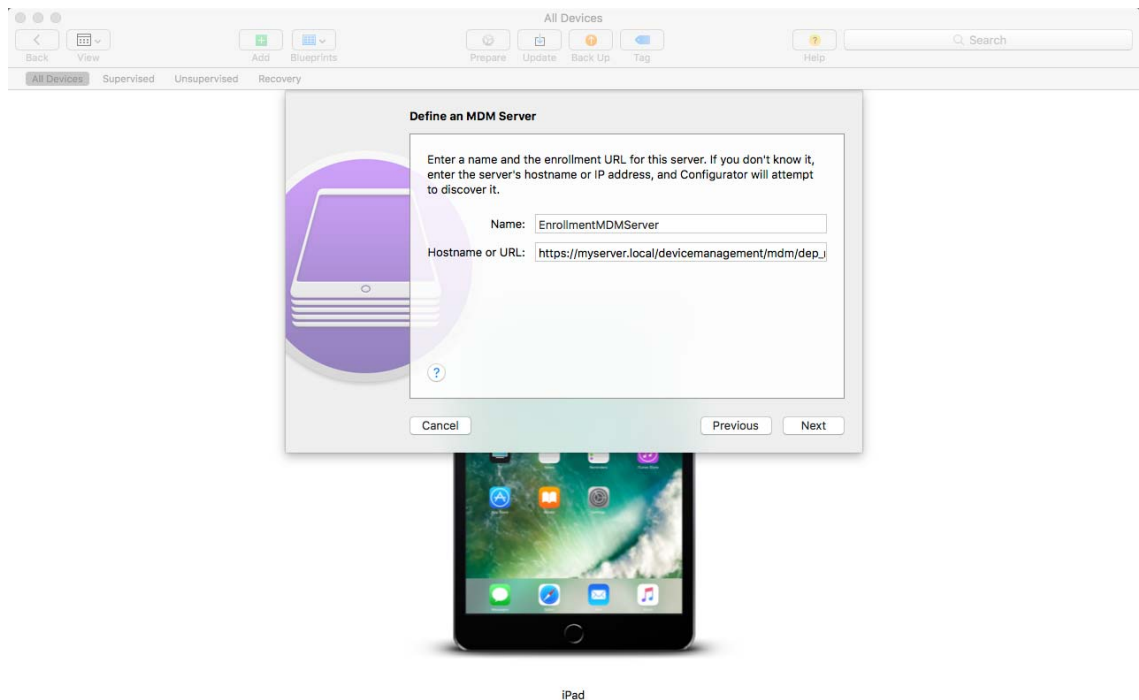 All Devices
Back View Add Blueprints Prepare Update Back Up Tag Help Search
All Devices Supervised Unsupervised Recovery
Define an MDM Server
Enter a name and the enrollment URL for this server. If you don't know it,
enter the server's hostname or IP address, and Configurator will attempt
to discover it.
Name: EnrollmentMDMServer
Hostname or URL: https://myserver.local/devicemanagement/mdm/dep_
?
Cancel Previous Next
iPad